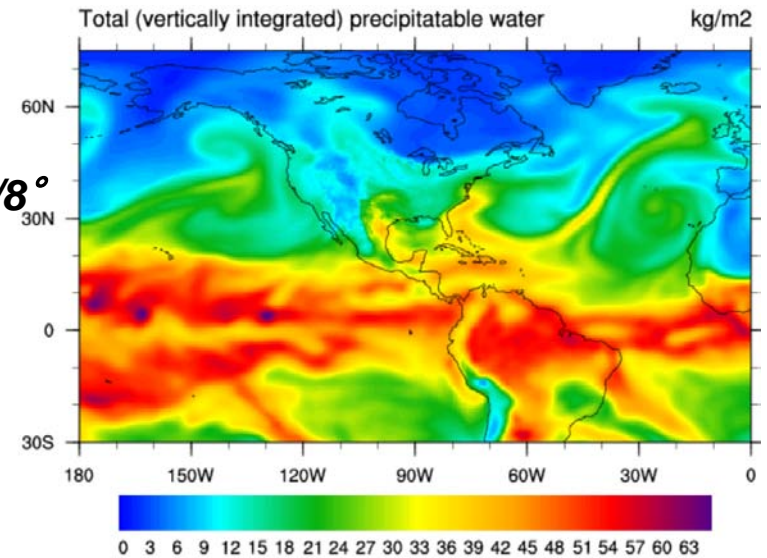 Total (vertically integrated) precipitatable water kg/m2
60N
/8°
30N
0
30S
180 150W 120W 90W 60W 30W 0
0 3 6 9 12 15 18 21 24 27 30 33 36 39 42 45 48 51 54 57 60 63